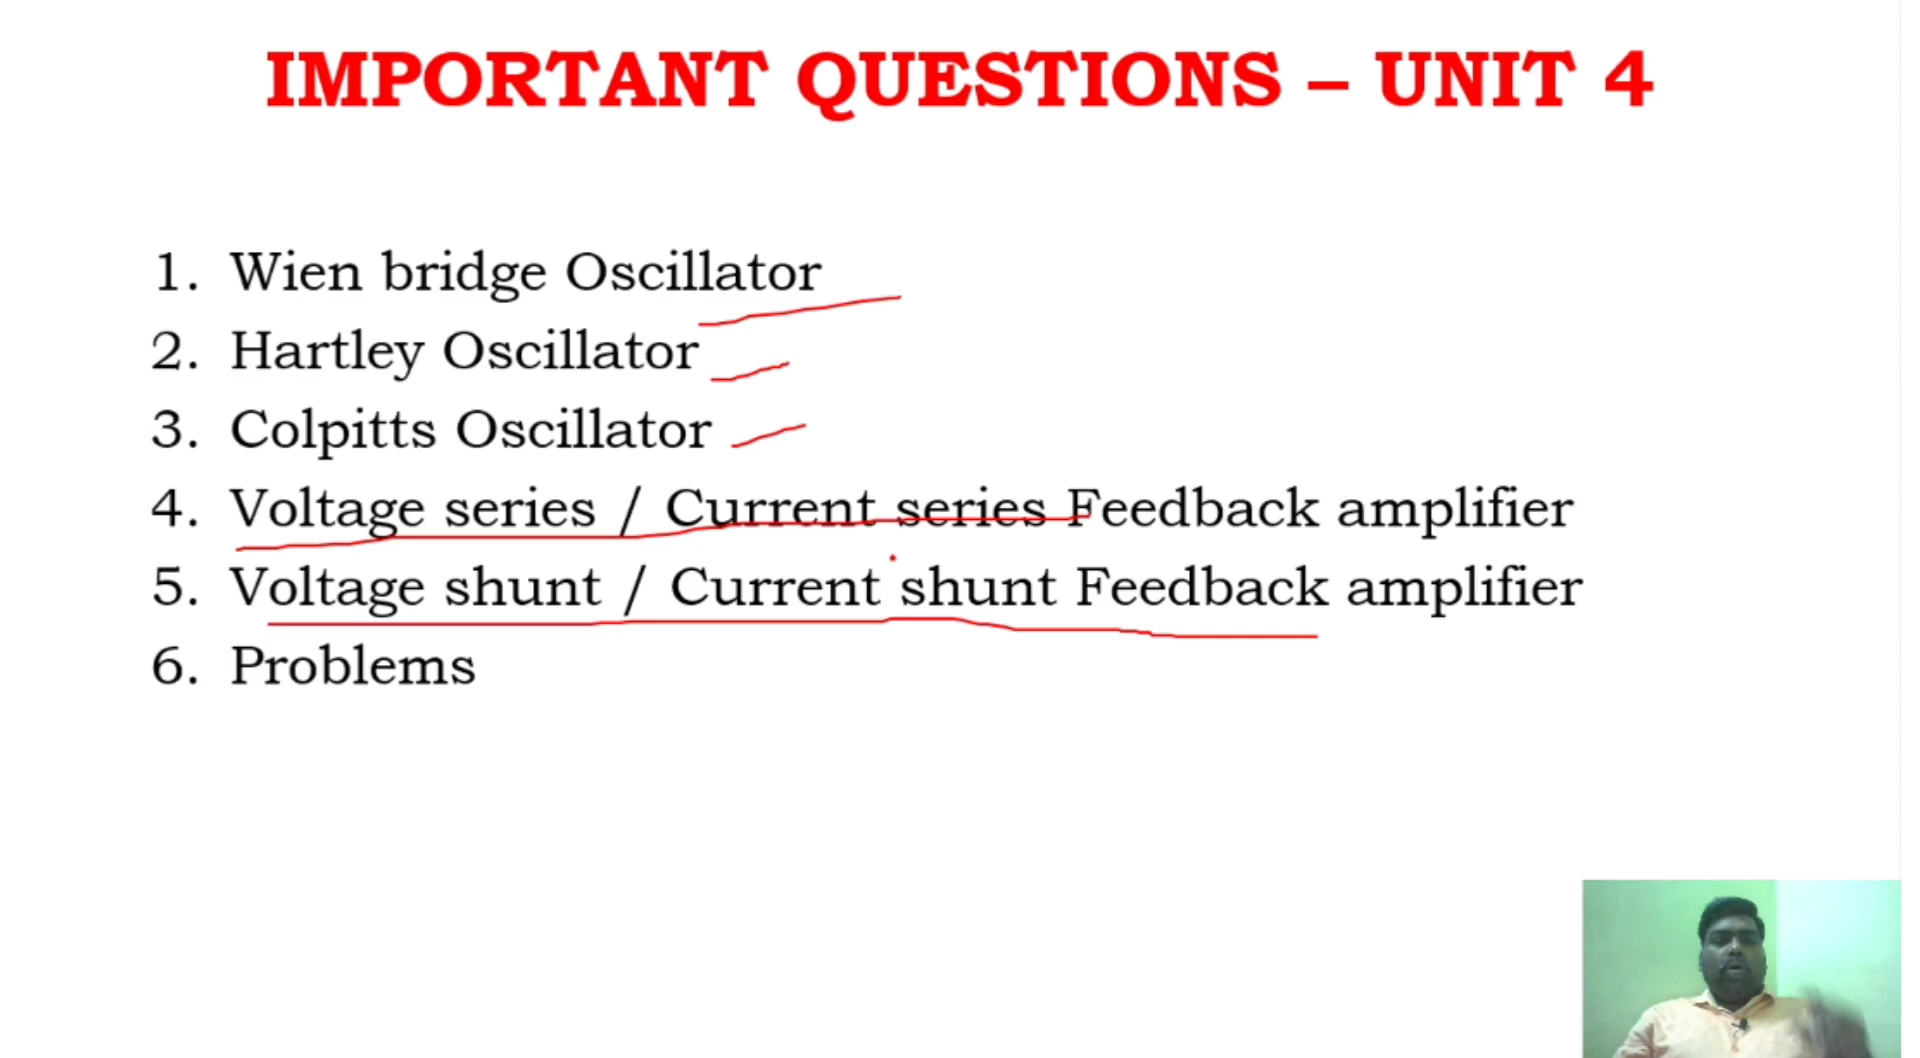 IMPORTANT QUESTIONS – UNIT 4
1. Wien bridge Oscillator
2. Hartley Oscillator
3. Colpitts Oscillator
4. Voltage series / Current series Feedback amplifier
5. Voltage shunt / Current shunt Feedback amplifier
6. Problems